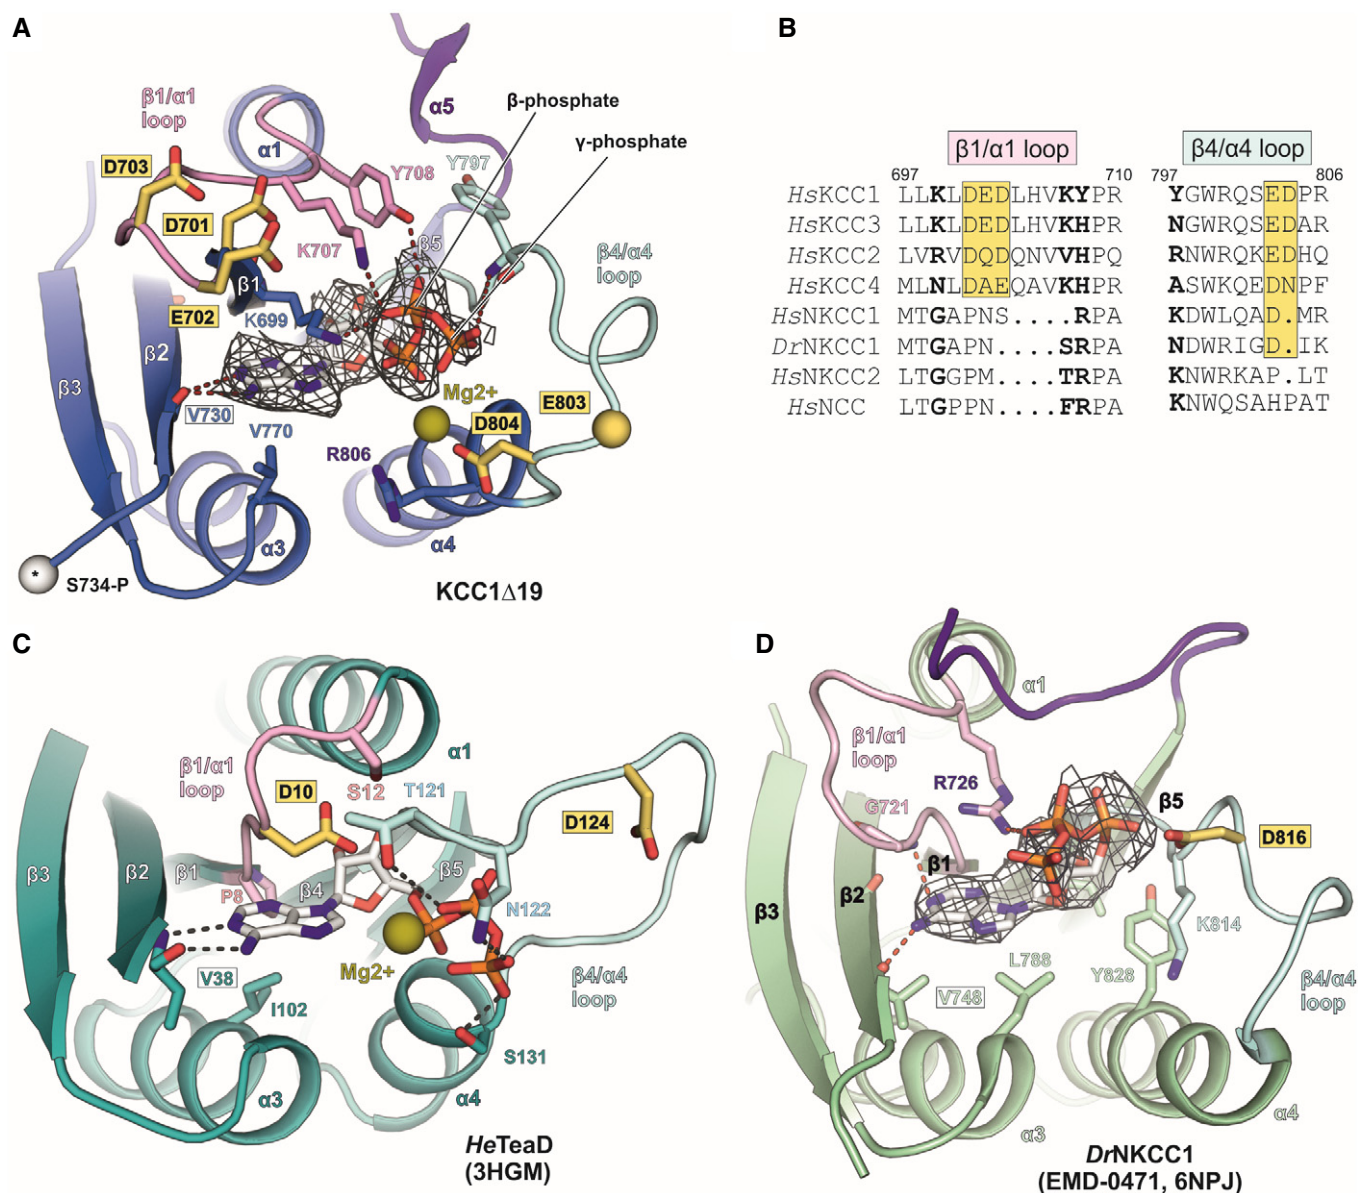 A
β1/α1
loop
α1
α5
β-phosphate
γ-phosphate
D703
Y708
Y797
D701
K707
β5
β4/α4
loop
β1
E702
K699
β2
β3
Mg2+
E803
V730
V770
D804
R806
α3
α4
*
S734-P
KCC1Δ19
B
β1/α1 loop
β4/α4 loop
697 710 797 806
HsKCC1 LLKLDEDLHVKYPR YGWRQSEDPR
HsKCC3 LLKLDEDLHVKHPR NGWRQSEDAR
HsKCC2 LVRVDQDQNVVHPQ RNWRQKEDHQ
HsKCC4 MLNLDAEQAVKHPR ASWKQEDNPF
HsNKCC1 MTGAPNS....RPA KDWLQAD.MR
DrNKCC1 MTGAPN....SRPA NDWRIGD.IK
HsNKCC2 LTGGPM....TRPA KNWRKAP.LT
HsNCC LTGPPN....FRPA KNWQSAHPAT
C
α1
β1/α1
loop
D10
S12
T121
D124
β3
β2
β1
P8
β4
β5
N122
Mg2+
V38
I102
β4/α4
loop
S131
α3
α4
HeTeaD
(3HGM)
D
α1
β1/α1
loop
R726
G721
β5
D816
β1
β2
β3
K814
L788
Y828
V748
β4/α4
loop
α3
α4
DrNKCC1
(EMD-0471, 6NPJ)